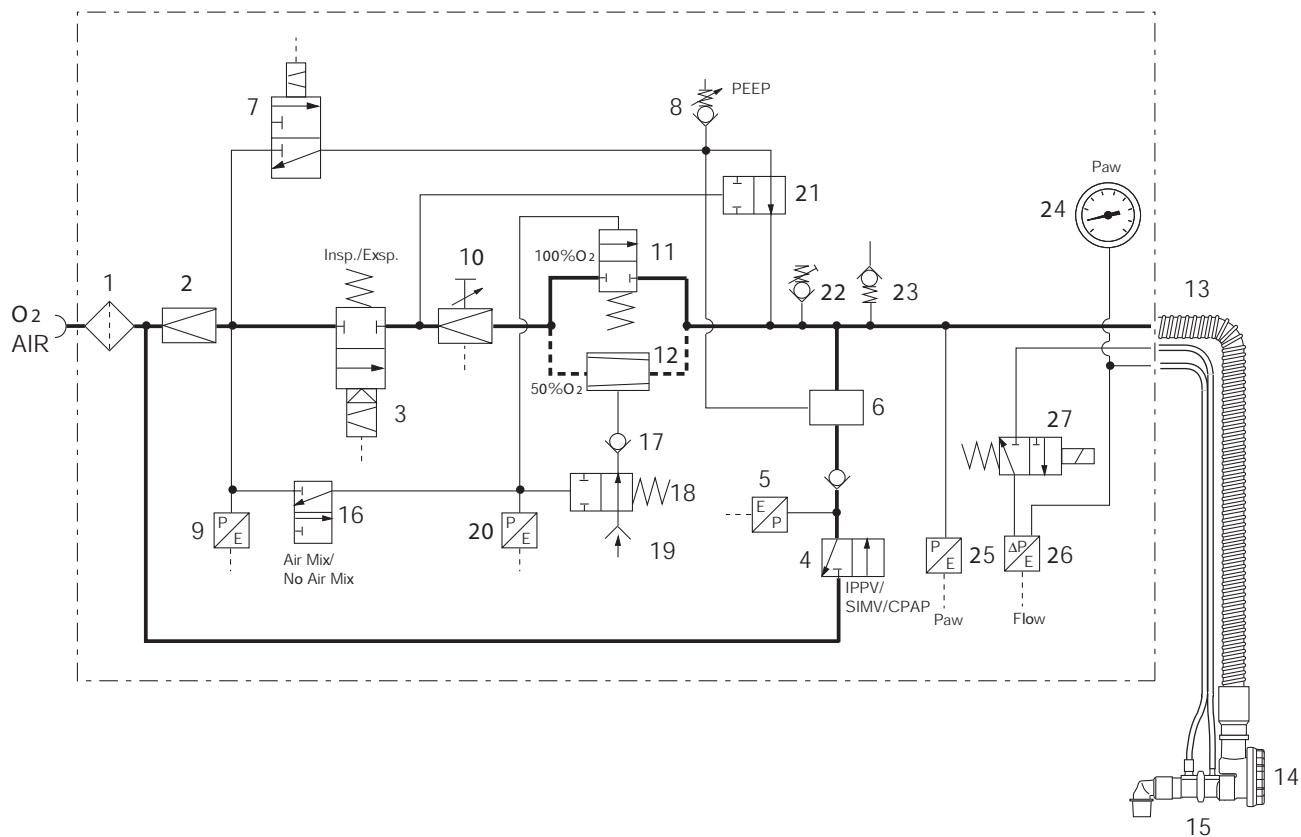 7
8
PEEP
21
Paw
24
Insp./Exsp.
10
100%O2
11
1
2
22
23
13
O2
AIR
12
50%O2
3
6
17
27
5
E
P
18
9
P
E
16
20
P
E
19
4
P
E
25
ΔP
E
26
Air Mix/
No Air Mix
IPPV/
SIMV/CPAP
Paw
Flow
14
15